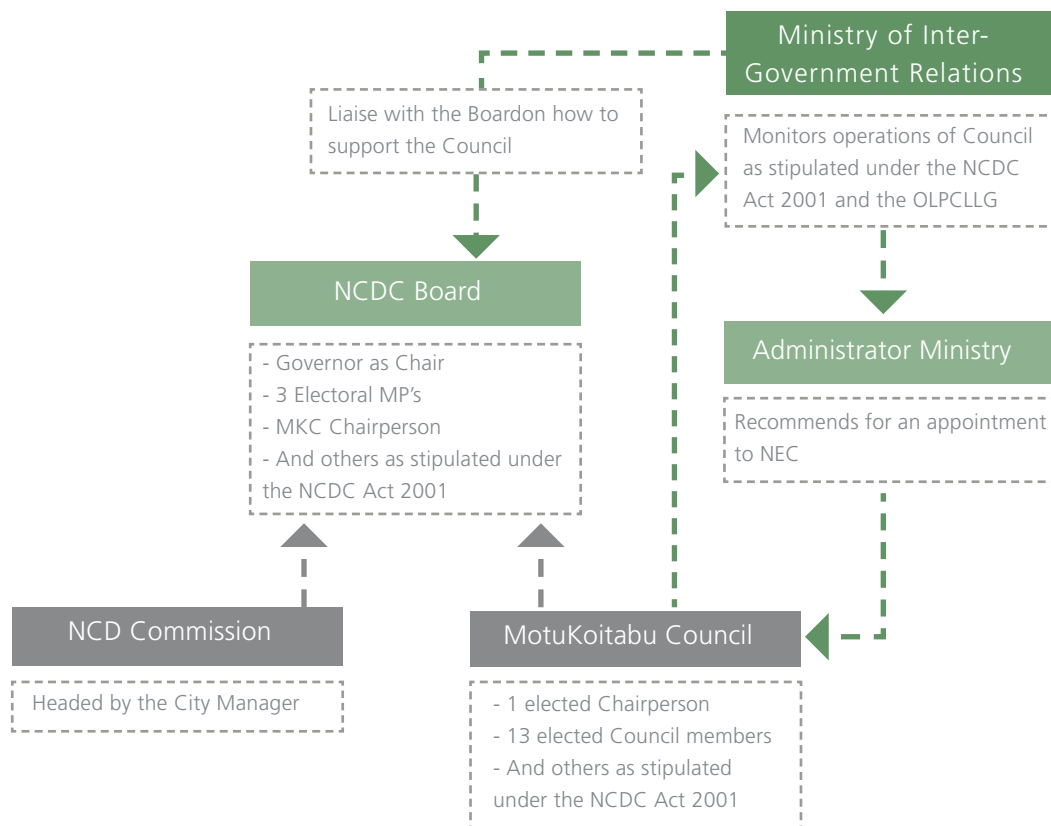 Ministry of Inter-
Government Relations
Liaise with the Boardon how to
support the Council
Monitors operations of Council
as stipulated under the NCDC
Act 2001 and the OLPCLLG
NCDC Board
- Governor as Chair
- 3 Electoral MP's
- MKC Chairperson
- And others as stipulated under
the NCDC Act 2001
Administrator Ministry
Recommends for an appointment
to NEC
NCD Commission
Headed by the City Manager
MotuKoitabu Council
- 1 elected Chairperson
- 13 elected Council members
- And others as stipulated
under the NCDC Act 2001